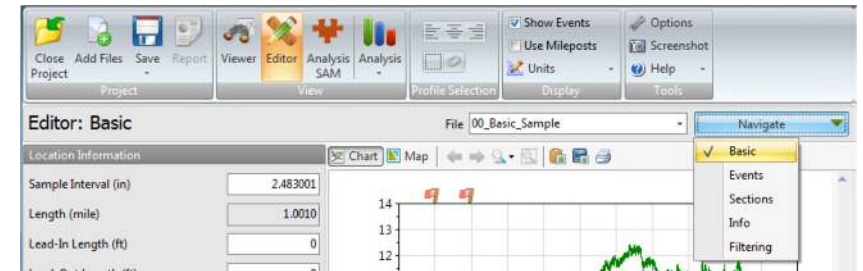 Show Events
Options
Use Mileposts
Screenshot
Close Project
Add Files
Save
Report
Viewer
Editor
Analysis SAM
Analysis
Units
Help
Project
View
Profile Selection
Display
Tools
Editor: Basic
File 00_Basic_Sample
Navigate
Location Information
Chart
Map
Basic
Sample Interval (in) 2.483001
Events
Length (mile) 1.0010
Sections
14
Info
13
Lead-In Length (ft) 0
Filtering
12